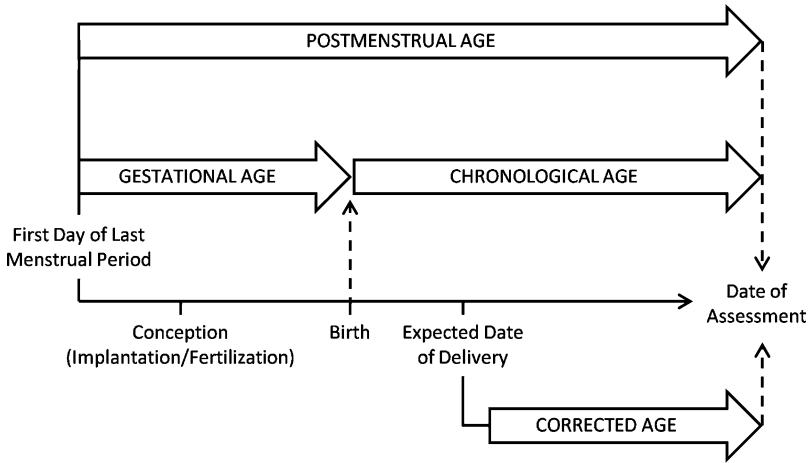 POSTMENSTRUAL AGE
GESTATIONAL AGE
CHRONOLOGICAL AGE
First Day of Last
Menstrual Period
Conception
(Implantation/Fertilization)
Birth
Expected Date
of Delivery
Date of
Assessment
CORRECTED AGE